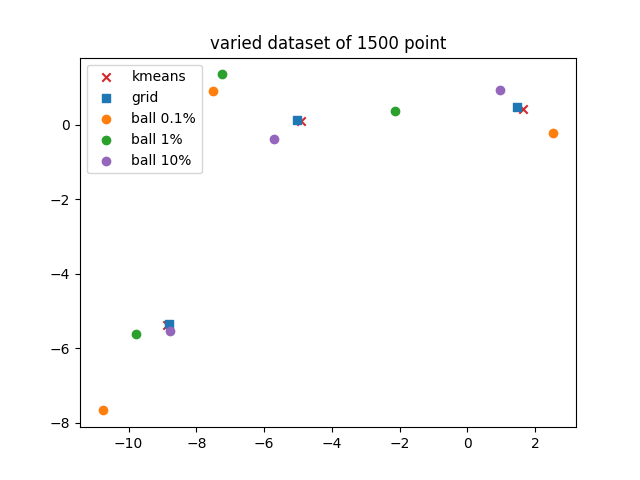 varied dataset of 1500 point
kmeans
grid
ball 0.1%
ball 1%
ball 10%
0
−2
−4
−6
−8
−10 −8 −6 −4 −2 0 2